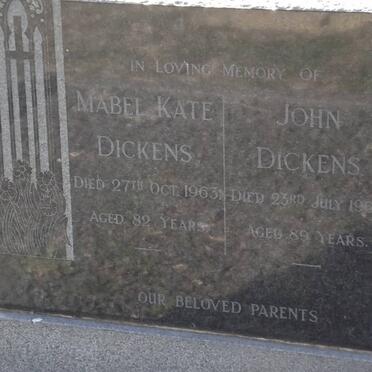 IN LOVING MEMORY OF
MABEL KATE
DICKENS
DIED 27TH OCT. 1963
AGED 82 YEARS.
JOHN
DICKENS
DIED 23RD JULY
AGED 89 YEARS.
OUR BELOVED PARENTS